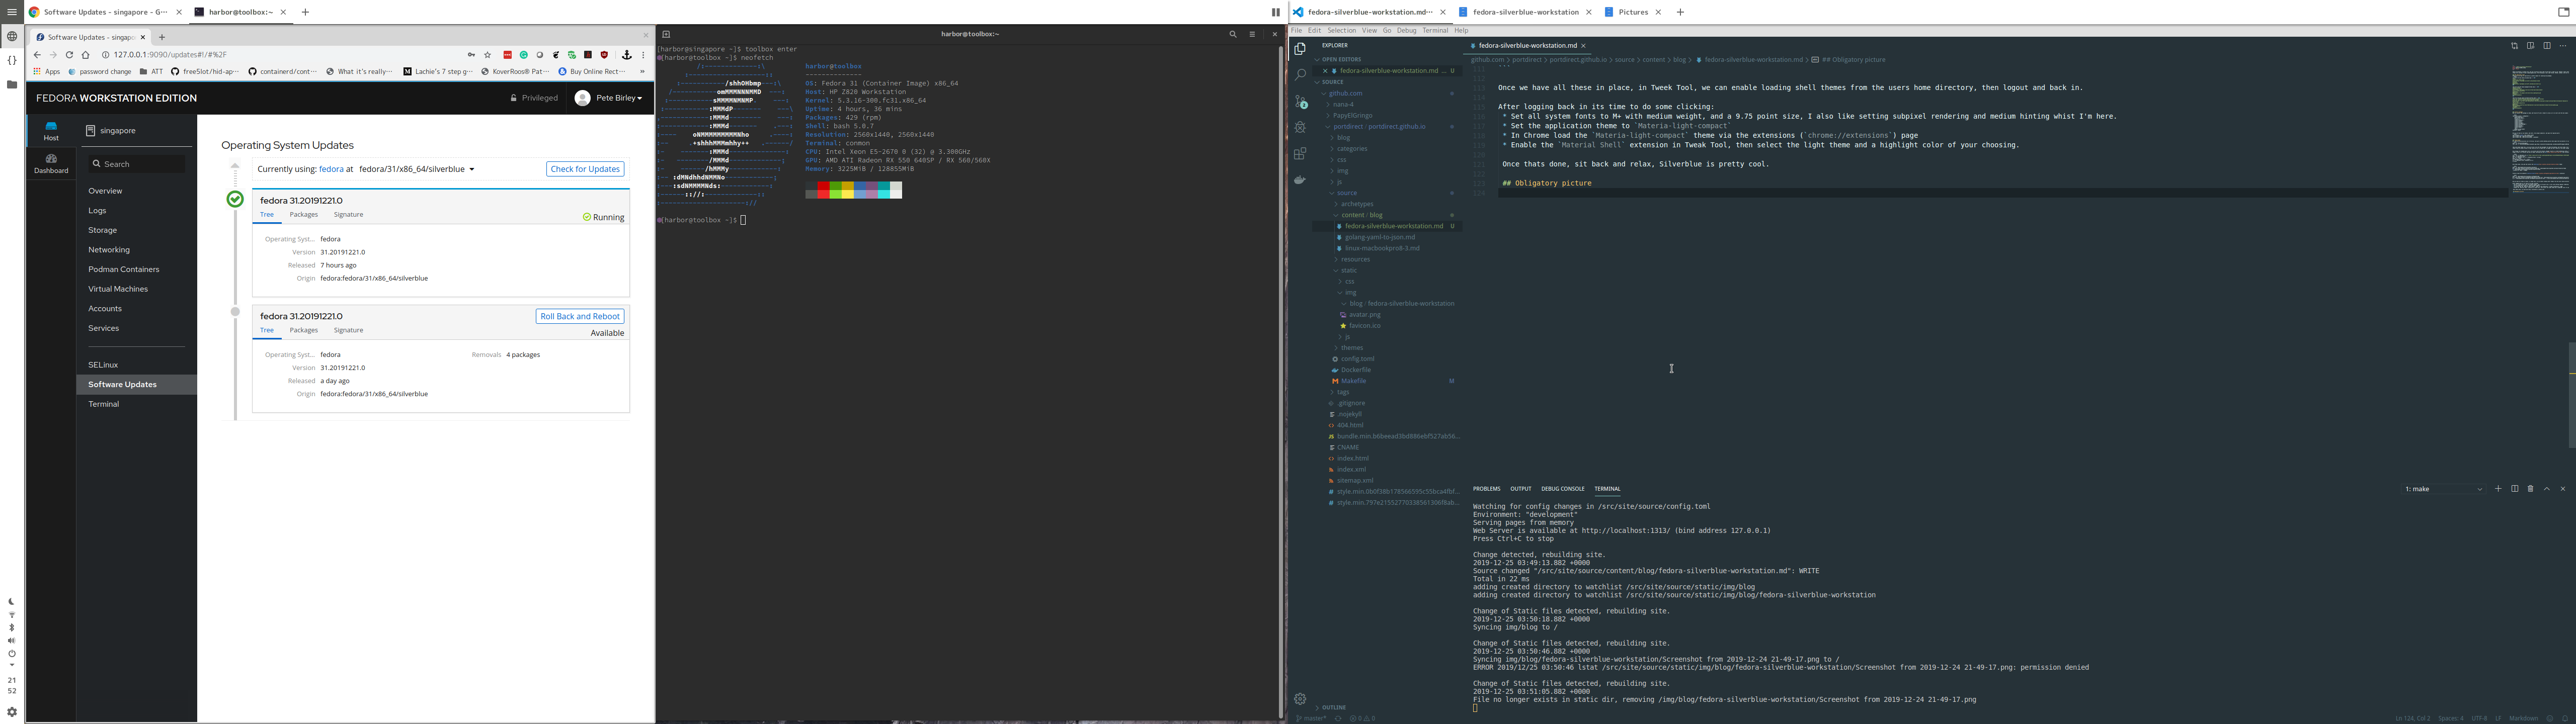 Software Updates - singapore - G···
harbor@toolbox:~
Software Updates - singapo
127.0.0.1:9090/updates#!/#%2F
Apps
password change
ATT
freeSlot/hid-ap···
containerd/cont···
What it's really···
Lachie's 7 step g···
KoverRoos® Pat···
Buy Online Rect···
»
FEDORA WORKSTATION EDITION
Privileged
Pete Birley
Host
Dashboard
singapore
Search
Overview
Logs
Storage
Networking
Podman Containers
Virtual Machines
Accounts
Services
SELinux
Software Updates
Terminal
Operating System Updates
Currently using: fedora at fedora/31/x86_64/silverblue
Check for Updates
fedora 31.20191221.0
Tree Packages Signature
Running
Operating Syst... fedora
Version 31.20191221.0
Released 7 hours ago
Origin fedora:fedora/31/x86_64/silverblue
fedora 31.20191221.0
Roll Back and Reboot
Tree Packages Signature
Available
Operating Syst... fedora
Removals 4 packages
Version 31.20191221.0
Released a day ago
Origin fedora:fedora/31/x86_64/silverblue
21
52
harbor@toolbox:~
[harbor@singapore ~]$ toolbox enter
[harbor@toolbox ~]$ neofetch
harbor@toolbox
--------------
OS: Fedora 31 (Container Image) x86_64
Host: HP Z820 Workstation
Kernel: 5.3.16-300.fc31.x86_64
Uptime: 4 hours, 36 mins
Packages: 429 (rpm)
Shell: bash 5.0.7
Resolution: 2560x1440, 2560x1440
Terminal: conmon
CPU: Intel Xeon E5-2670 0 (32) @ 3.300GHz
GPU: AMD ATI Radeon RX 550 640SP / RX 560/560X
Memory: 3225MiB / 128855MiB
[harbor@toolbox ~]$
fedora-silverblue-workstation.md···
fedora-silverblue-workstation
Pictures
File Edit Selection View Go Debug Terminal Help
EXPLORER
OPEN EDITORS
fedora-silverblue-workstation.md ... U
SOURCE
github.com
nana-4
PapyElGringo
portdirect / portdirect.github.io
blog
categories
css
img
js
source
archetypes
content / blog
fedora-silverblue-workstation.md U
golang-yaml-to-json.md
linux-macbookpro8-3.md
resources
static
css
img
blog / fedora-silverblue-workstation
avatar.png
favicon.ico
js
themes
config.toml
Dockerfile
Makefile M
tags
.gitignore
.nojekyll
404.html
CNAME
index.html
index.xml
sitemap.xml
OUTLINE
fedora-silverblue-workstation.md
github.com > portdirect > portdirect.github.io > source > content > blog > fedora-silverblue-workstation.md > ## Obligatory picture
Once we have all these in place, in Tweek Tool, we can enable loading shell themes from the users home directory, then logout and back in.
After logging back in its time to do some clicking:
* Set all system fonts to M+ with medium weight, and a 9.75 point size, I also like setting subpixel rendering and medium hinting whist I'm here.
* Set the application theme to `Materia-light-compact`
* In Chrome load the `Materia-light-compact` theme via the extensions (`chrome://extensions`) page
* Enable the `Material Shell` extension in Tweak Tool, then select the light theme and a highlight color of your choosing.
Once thats done, sit back and relax, Silverblue is pretty cool.
## Obligatory picture
PROBLEMS OUTPUT DEBUG CONSOLE TERMINAL
1: make
Watching for config changes in /src/site/source/config.toml
Environment: "development"
Serving pages from memory
Web Server is available at http://localhost:1313/ (bind address 127.0.0.1)
Press Ctrl+C to stop
Change detected, rebuilding site.
2019-12-25 03:49:13.882 +0000
Source changed "/src/site/source/content/blog/fedora-silverblue-workstation.md": WRITE
Total in 22 ms
adding created directory to watchlist /src/site/source/static/img/blog
adding created directory to watchlist /src/site/source/static/img/blog/fedora-silverblue-workstation
Change of Static files detected, rebuilding site.
2019-12-25 03:50:18.882 +0000
Syncing img/blog to /
Change of Static files detected, rebuilding site.
2019-12-25 03:50:46.882 +0000
Syncing img/blog/fedora-silverblue-workstation/Screenshot from 2019-12-24 21-49-17.png to /
ERROR 2019/12/25 03:50:46 lstat /src/site/source/static/img/blog/fedora-silverblue-workstation/Screenshot from 2019-12-24 21-49-17.png: permission denied
Change of Static files detected, rebuilding site.
2019-12-25 03:51:05.882 +0000
File no longer exists in static dir, removing /img/blog/fedora-silverblue-workstation/Screenshot from 2019-12-24 21-49-17.png
master*
Ln 124, Col 2 Spaces: 4 UTF-8 LF Markdown